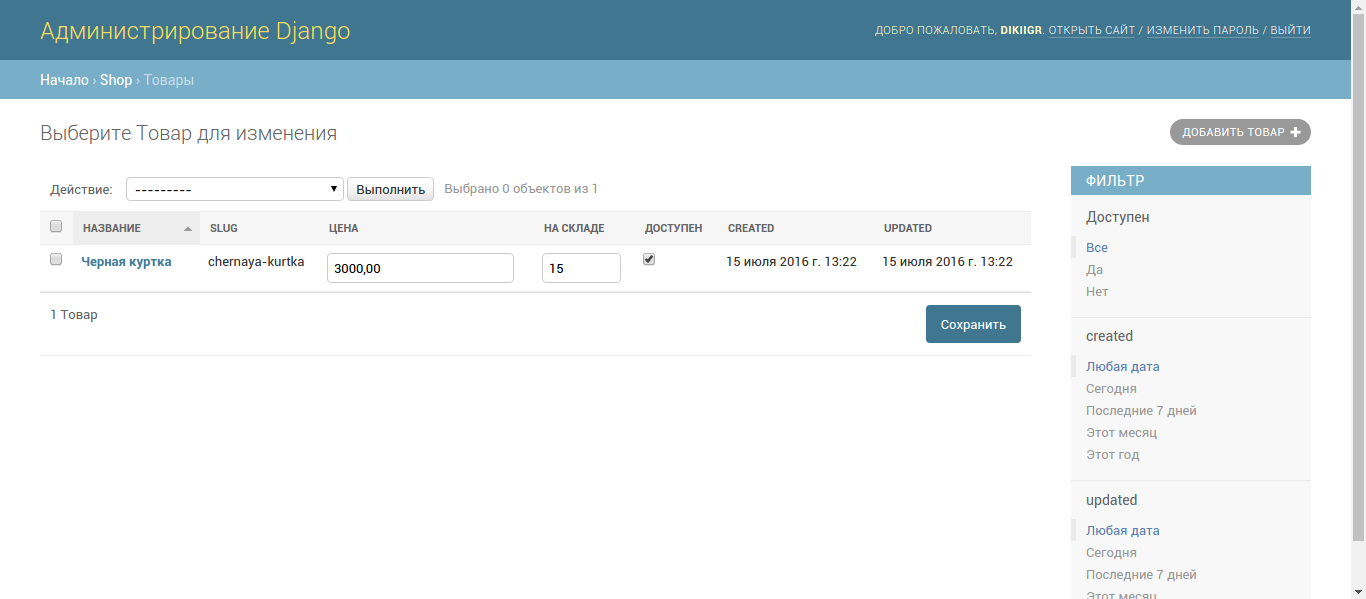 Администрирование Django
ДОБРО ПОЖАЛОВАТЬ, DIKIIGR. ОТКРЫТЬ САЙТ / ИЗМЕНИТЬ ПАРОЛЬ / ВЫЙТИ
Начало › Shop › Товары
Выберите Товар для изменения
ДОБАВИТЬ ТОВАР +
Действие: --------- Выполнить Выбрано 0 объектов из 1
НАЗВАНИЕ SLUG ЦЕНА НА СКЛАДЕ ДОСТУПЕН CREATED UPDATED
Черная куртка chernaya-kurtka 3000,00 15 15 июля 2016 г. 13:22 15 июля 2016 г. 13:22
1 Товар
Сохранить
ФИЛЬТР
Доступен
Все
Да
Нет
created
Любая дата
Сегодня
Последние 7 дней
Этот месяц
Этот год
updated
Любая дата
Сегодня
Последние 7 дней
Этот месяц